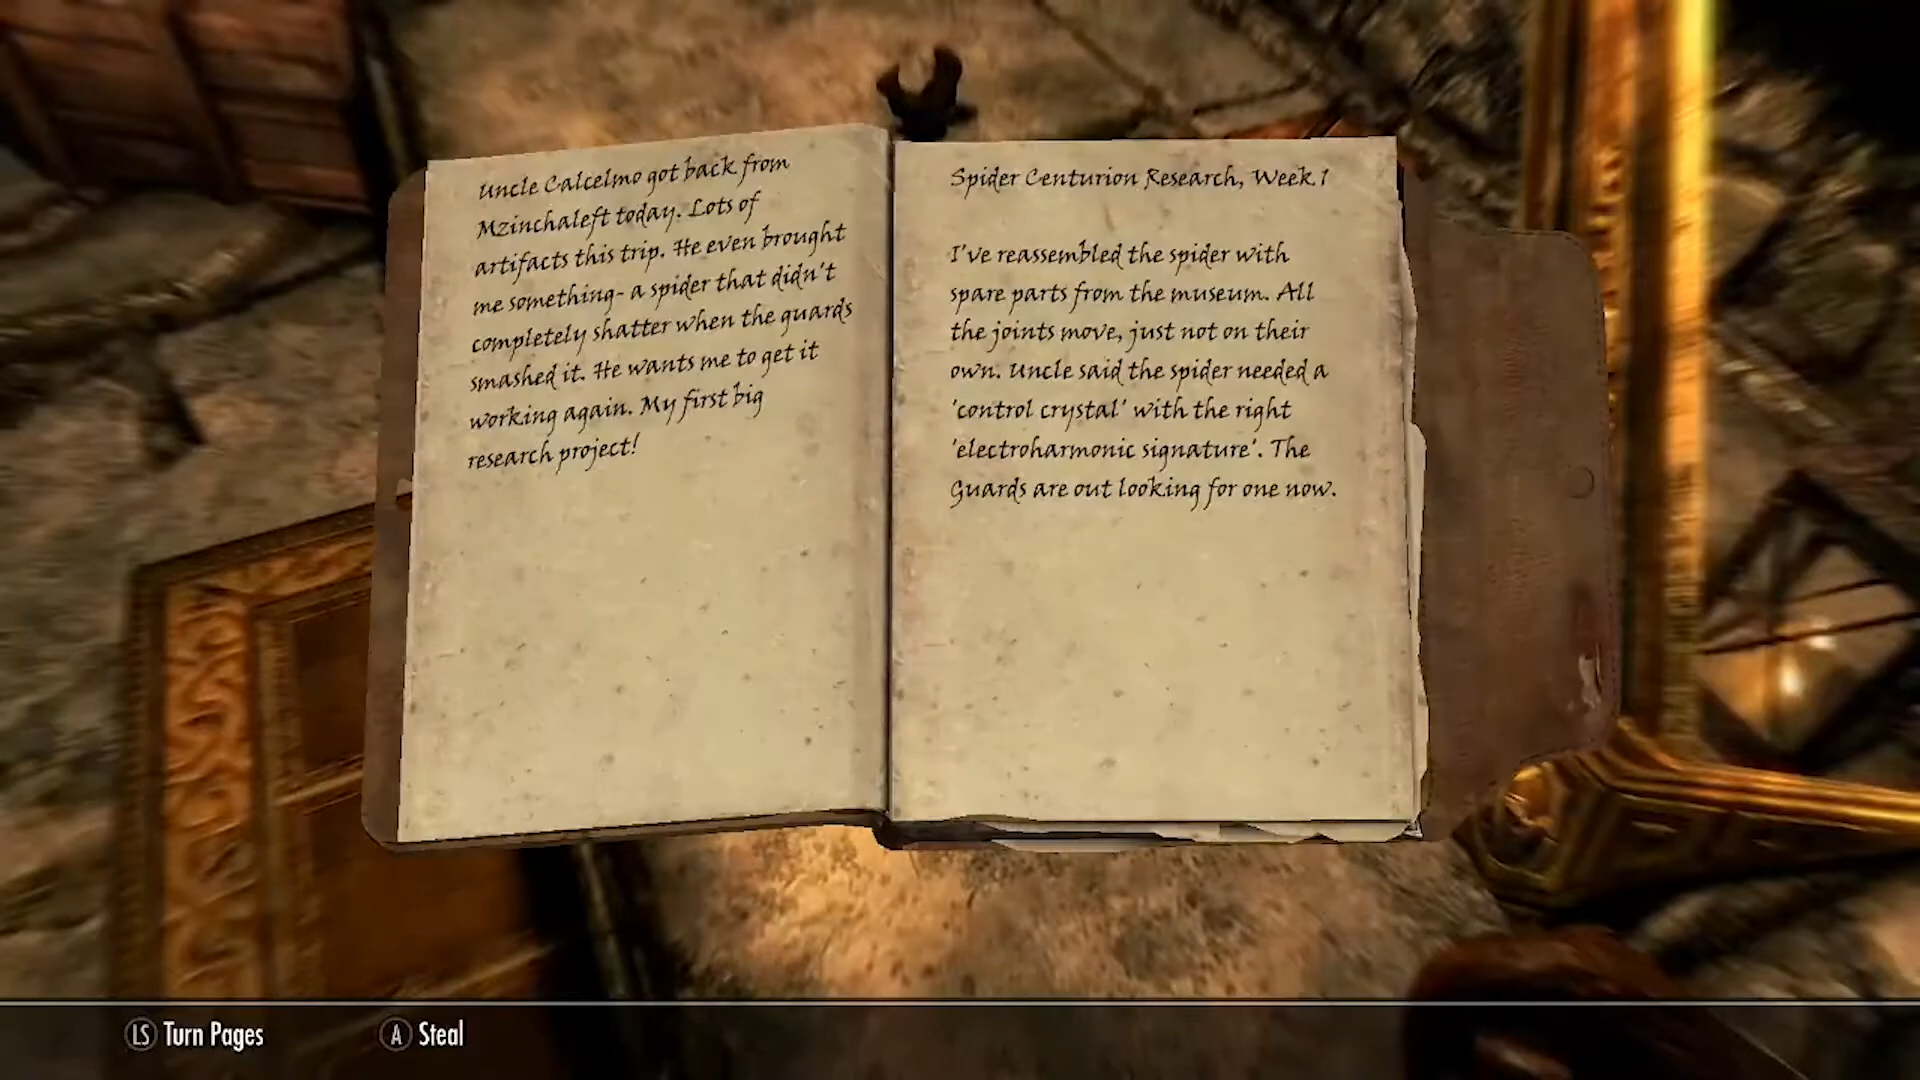 Uncle Calcelmo got back from
Mzinchaleft today. Lots of
artifacts this trip. He even brought
me something- a spider that didn't
completely shatter when the guards
smashed it. He wants me to get it
working again. My first big
research project!
Spider Centurion Research, Week 1
I've reassembled the spider with
spare parts from the museum. All
the joints move, just not on their
own. Uncle said the spider needed a
'control crystal' with the right
'electroharmonic signature'. The
Guards are out looking for one now.
LS Turn Pages
A Steal